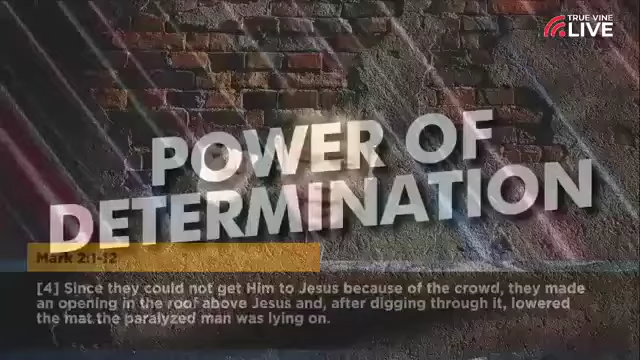 TRUE VINE
LIVE
POWER OF
DETERMINATION
Mark 2:1-12
[4] Since they could not get Him to Jesus because of the crowd, they made
an opening in the roof above Jesus and, after digging through it, lowered
the mat the paralyzed man was lying on.